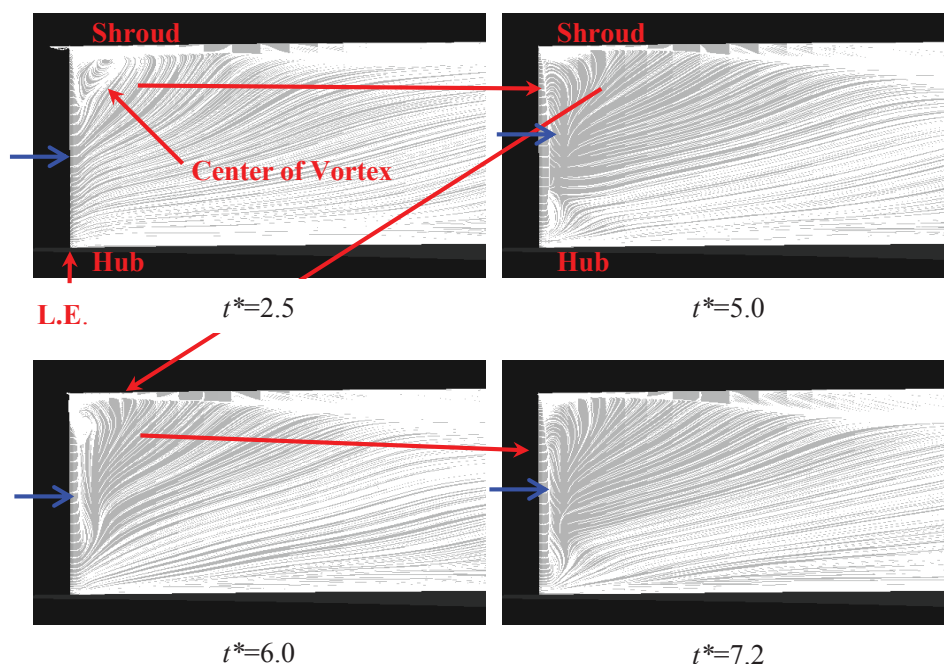 Shroud
Shroud
Center of Vortex
Hub
Hub
L.E.
t*=2.5
t*=5.0
t*=6.0
t*=7.2